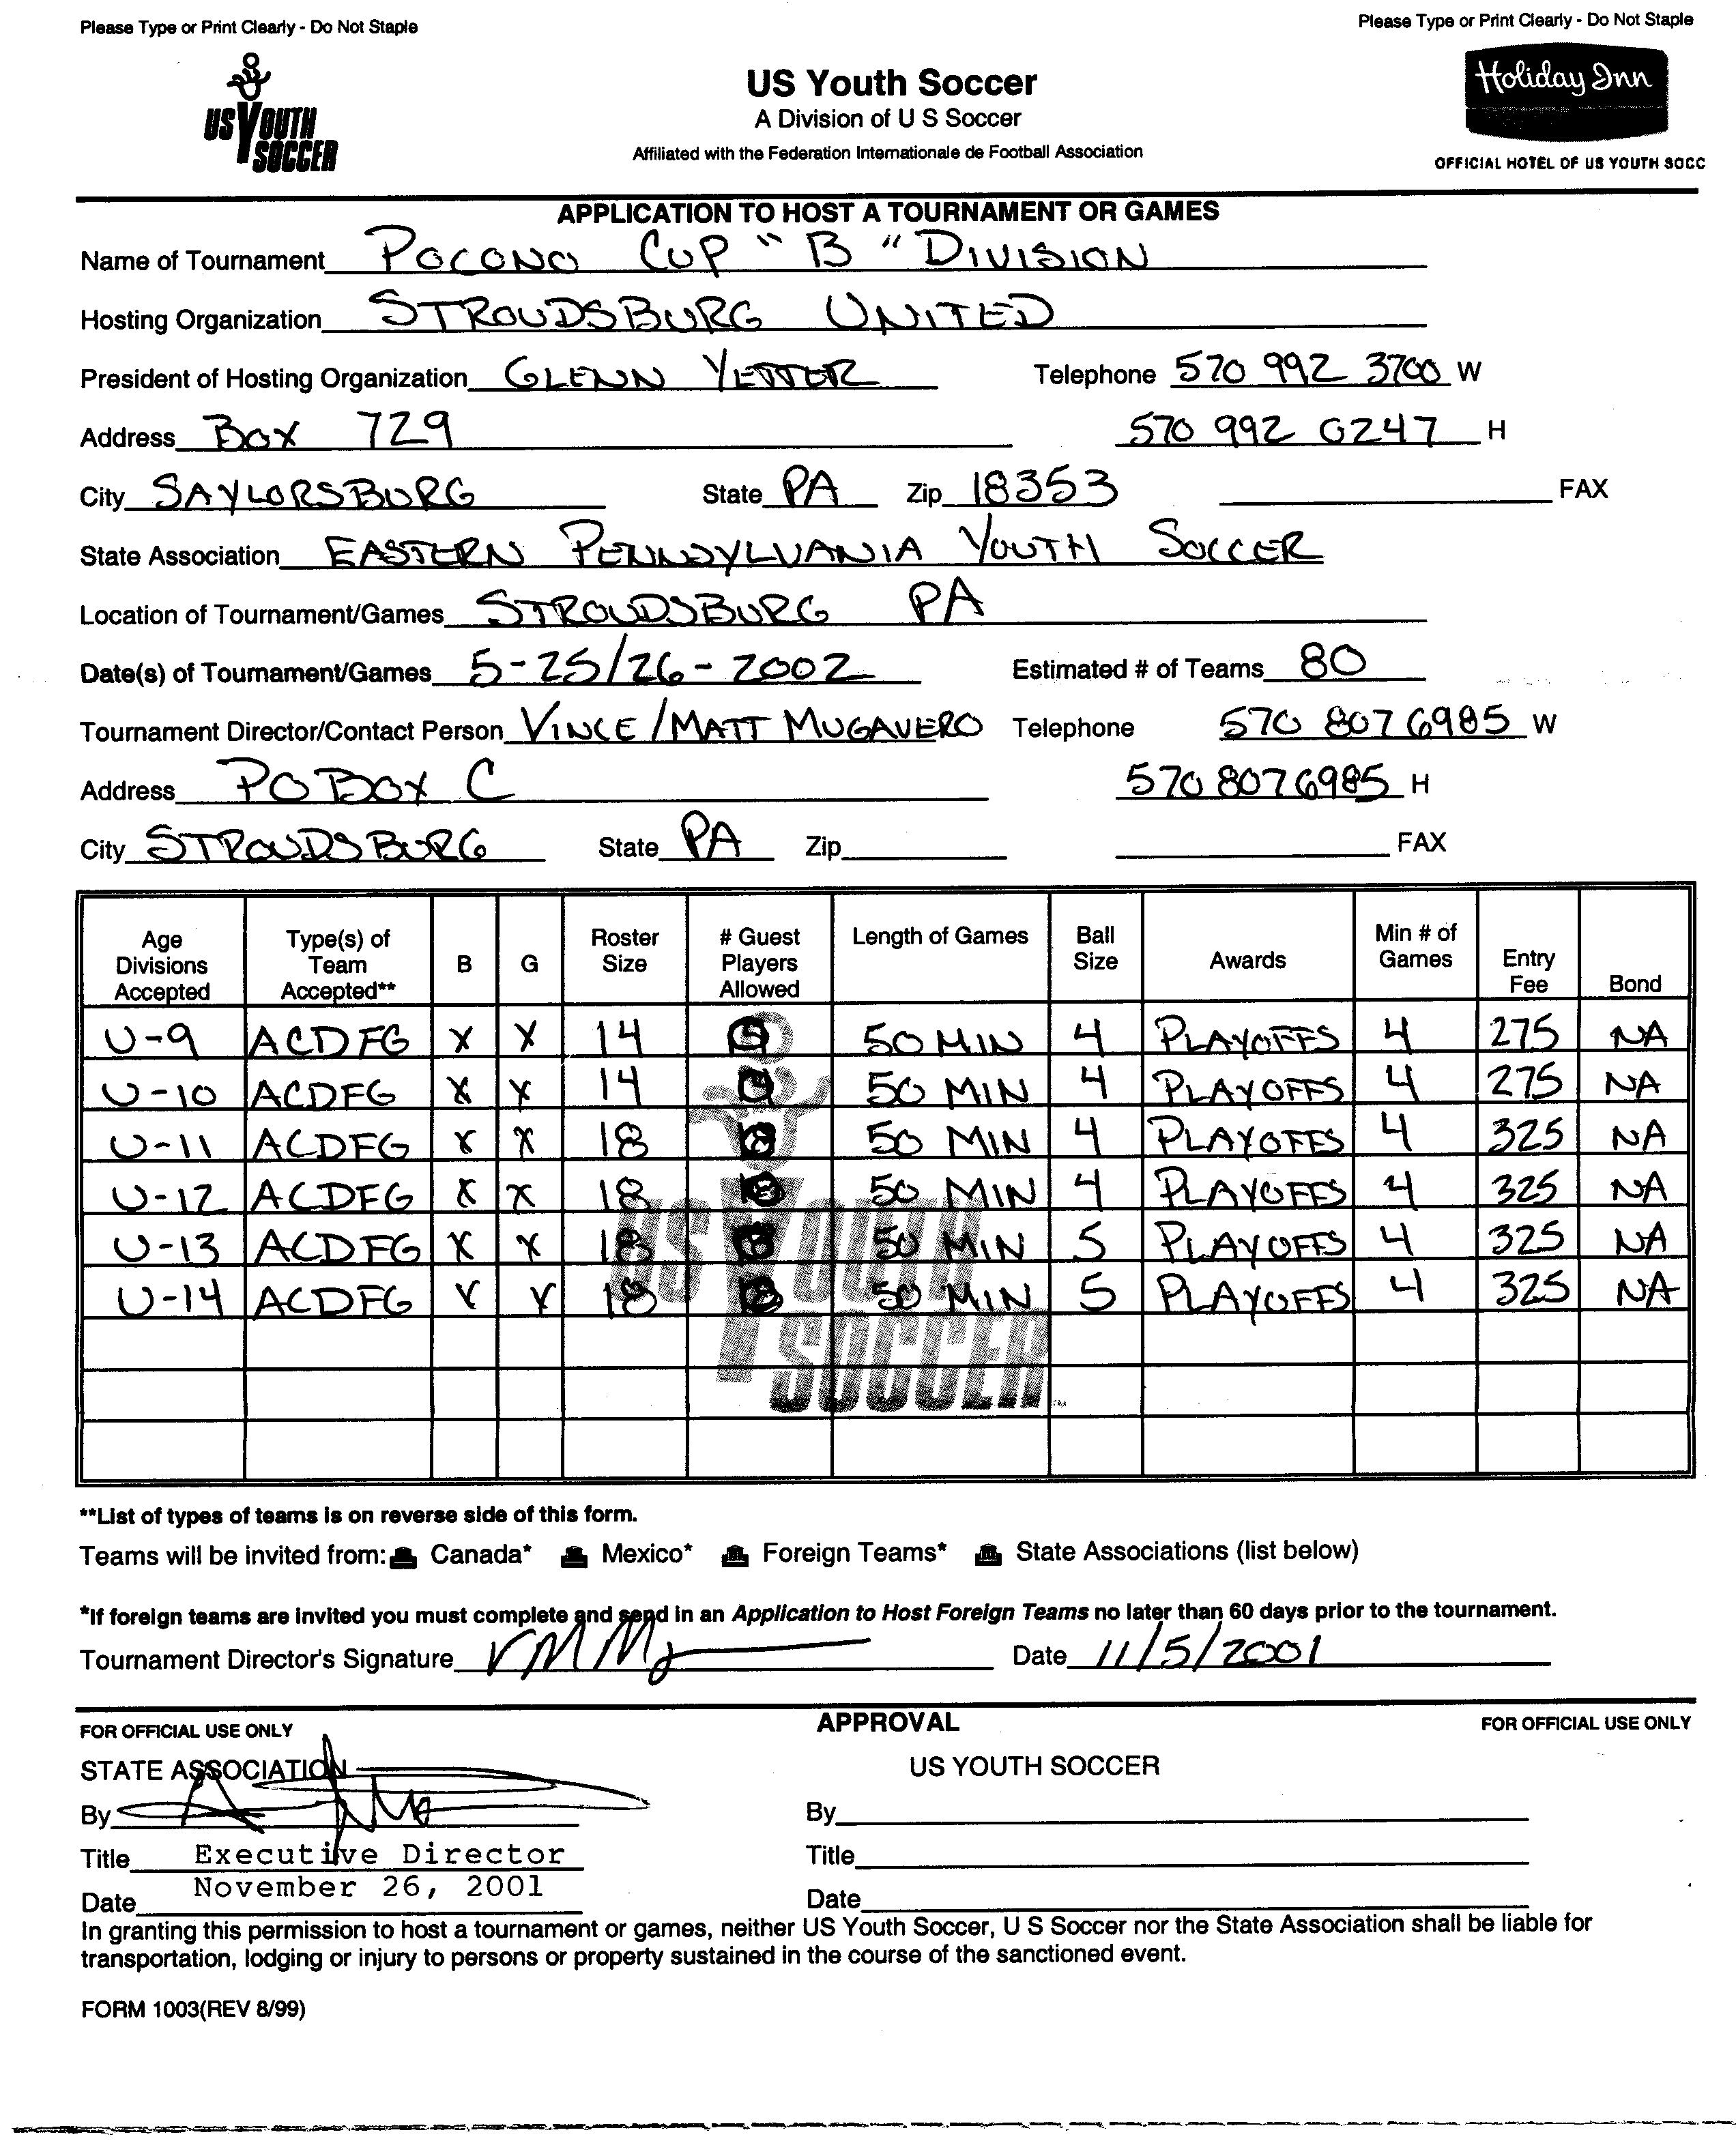 Please Type or Print Clearly - Do Not Staple
Please Type or Print Clearly - Do Not Staple
US YOUTH SOCCER
US Youth Soccer
A Division of U S Soccer
Affiliated with the Federation Internationale de Football Association
Holiday Inn
OFFICIAL HOTEL OF US YOUTH SOCC
APPLICATION TO HOST A TOURNAMENT OR GAMES
Name of Tournament POCONO CUP "B" DIVISION
Hosting Organization STROUDSBURG UNITED
President of Hosting Organization GLENN YETTER Telephone 570 992 3700 W
Address BOX 729 570 992 0247 H
City SAYLORSBURG State PA Zip 18353 FAX
State Association EASTERN PENNSYLVANIA YOUTH SOCCER
Location of Tournament/Games STROUDSBURG PA
Date(s) of Tournament/Games 5-25/26-2002 Estimated # of Teams 80
Tournament Director/Contact Person VINCE/MATT MUGAVERO Telephone 570 807 6985 W
Address PO BOX C 570 807 6985 H
City STROUDSBURG State PA Zip FAX
Age Divisions Accepted Type(s) of Team Accepted** B G Roster Size # Guest Players Allowed Length of Games Ball Size Awards Min # of Games Entry Fee Bond
U-9 ACDFG X X 14 50 MIN 4 PLAYOFFS 4 275 NA
U-10 ACDFG X X 14 50 MIN 4 PLAYOFFS 4 275 NA
U-11 ACDFG X X 18 50 MIN 4 PLAYOFFS 4 325 NA
U-12 ACDFG X X 18 50 MIN 4 PLAYOFFS 4 325 NA
U-13 ACDFG X X 18 50 MIN 5 PLAYOFFS 4 325 NA
U-14 ACDFG X X 18 50 MIN 5 PLAYOFFS 4 325 NA
US YOUTH SOCCER
**List of types of teams is on reverse side of this form.
Teams will be invited from: Canada* Mexico* Foreign Teams* State Associations (list below)
*If foreign teams are invited you must complete and send in an Application to Host Foreign Teams no later than 60 days prior to the tournament.
Tournament Director's Signature Date 11/5/2001
FOR OFFICIAL USE ONLY APPROVAL FOR OFFICIAL USE ONLY
STATE ASSOCIATION US YOUTH SOCCER
By By
Title Executive Director Title
Date November 26, 2001 Date
In granting this permission to host a tournament or games, neither US Youth Soccer, U S Soccer nor the State Association shall be liable for
transportation, lodging or injury to persons or property sustained in the course of the sanctioned event.
FORM 1003(REV 8/99)